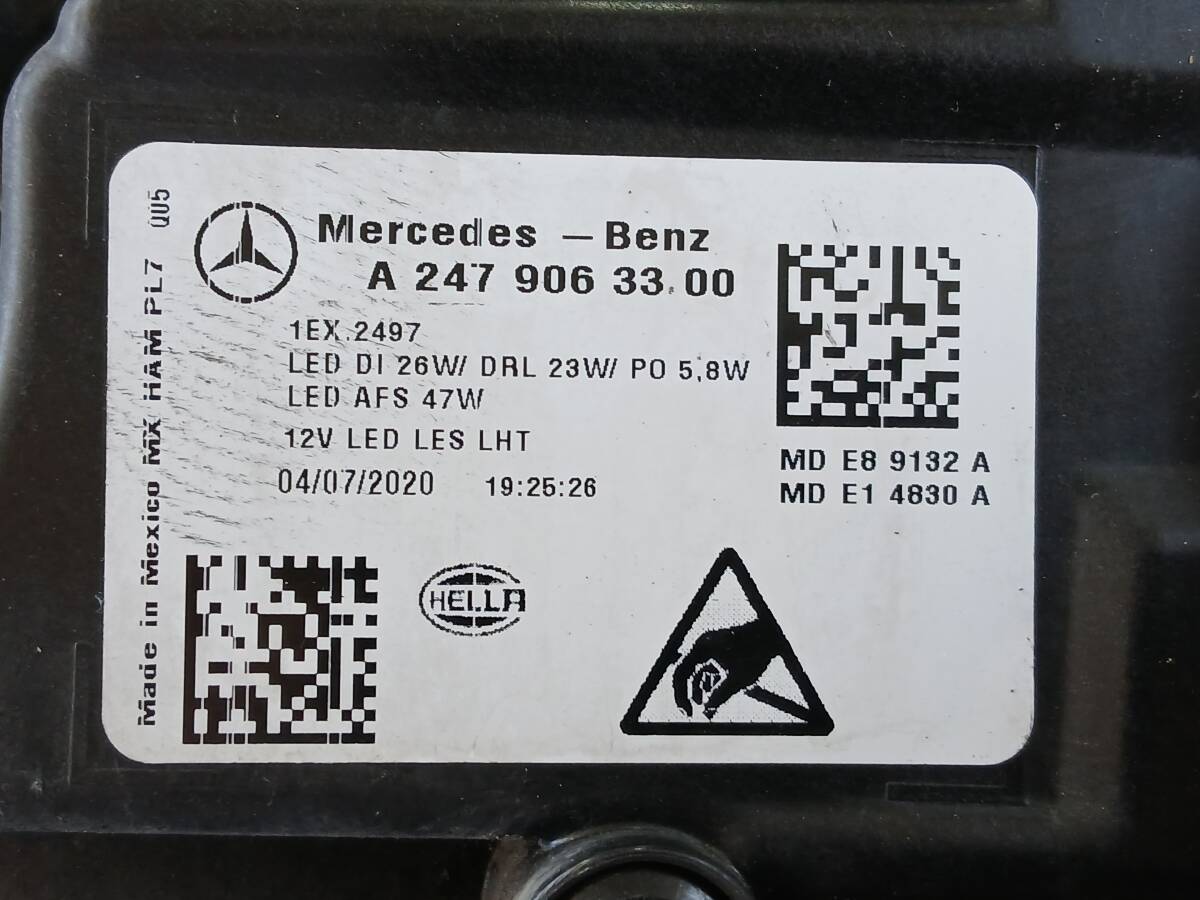 Mercedes - Benz
A 247 906 33.00
1EX.2497
LED DI 26W/ DRL 23W/ PO 5,8W
LED AFS 47W
12V LED LES LHT
04/07/2020 19:25:26
MD E8 9132 A
MD E1 4830 A
HELLA
Made in Mexico MX HAM PL7 QU5